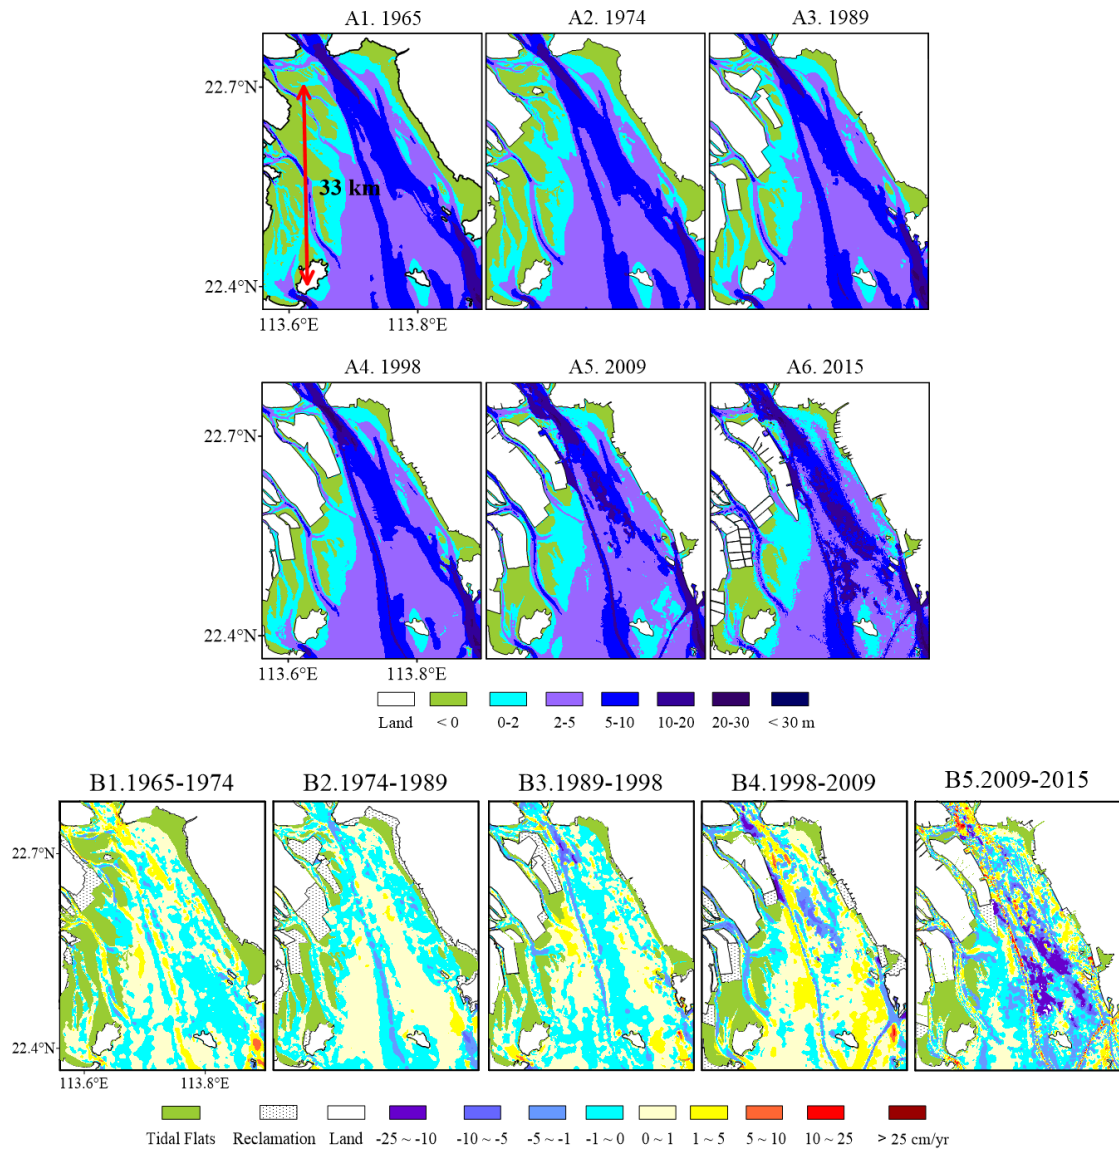 A1. 1965 A2. 1974 A3. 1989
22.7°N
33 km
22.4°N
113.6°E 113.8°E
A4. 1998 A5. 2009 A6. 2015
22.7°N
22.4°N
113.6°E 113.8°E
Land < 0 0-2 2-5 5-10 10-20 20-30 < 30 m
B1.1965-1974 B2.1974-1989 B3.1989-1998 B4.1998-2009 B5.2009-2015
22.7°N
22.4°N
113.6°E 113.8°E
Tidal Flats Reclamation Land -25 ~ -10 -10 ~ -5 -5 ~ -1 -1 ~ 0 0 ~ 1 1 ~ 5 5 ~ 10 10 ~ 25 > 25 cm/yr